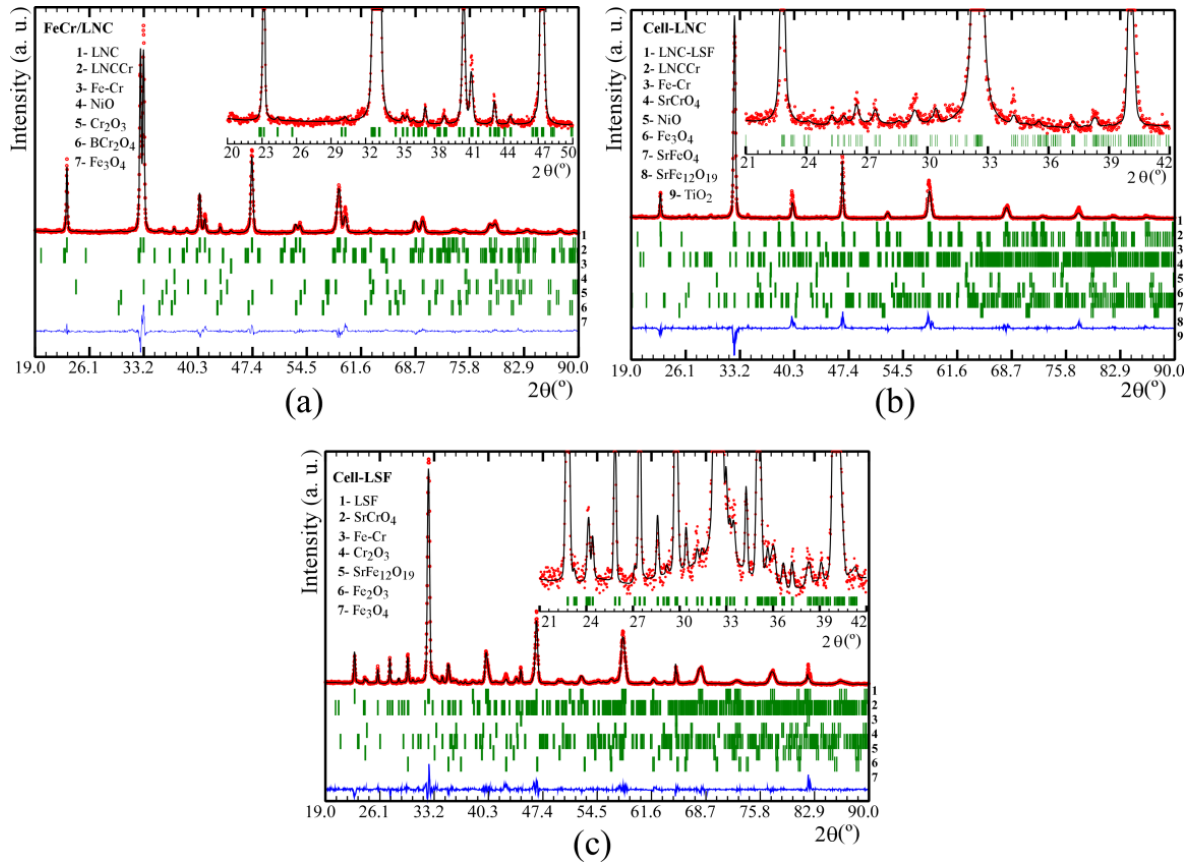 FeCr/LNC
1- LNC
2- LNCCr
3- Fe-Cr
4- NiO
5- Cr₂O₃
6- BCr₂O₄
7- Fe₃O₄
Intensity (a. u.)
20 23 26 29 32 35 38 41 44 47 50
2 θ(º)
1
2
3
4
5
6
7
19.0 26.1 33.2 40.3 47.4 54.5 61.6 68.7 75.8 82.9 90.0
2θ(º)
(a)
Cell-LNC
1- LNC-LSF
2- LNCCr
3- Fe-Cr
4- SrCrO₄
5- NiO
6- Fe₃O₄
7- SrFeO₄
8- SrFe₁₂O₁₉
9- TiO₂
Intensity (a. u.)
21 24 27 30 33 36 39 42
2 θ(º)
1
2
3
4
5
6
7
8
9
19.0 26.1 33.2 40.3 47.4 54.5 61.6 68.7 75.8 82.9 90.0
2θ(º)
(b)
Cell-LSF
1- LSF
2- SrCrO₄
3- Fe-Cr
4- Cr₂O₃
5- SrFe₁₂O₁₉
6- Fe₂O₃
7- Fe₃O₄
Intensity (a. u.)
21 24 27 30 33 36 39 42
2 θ(º)
1
2
3
4
5
6
7
19.0 26.1 33.2 40.3 47.4 54.5 61.6 68.7 75.8 82.9 90.0
2θ(º)
(c)